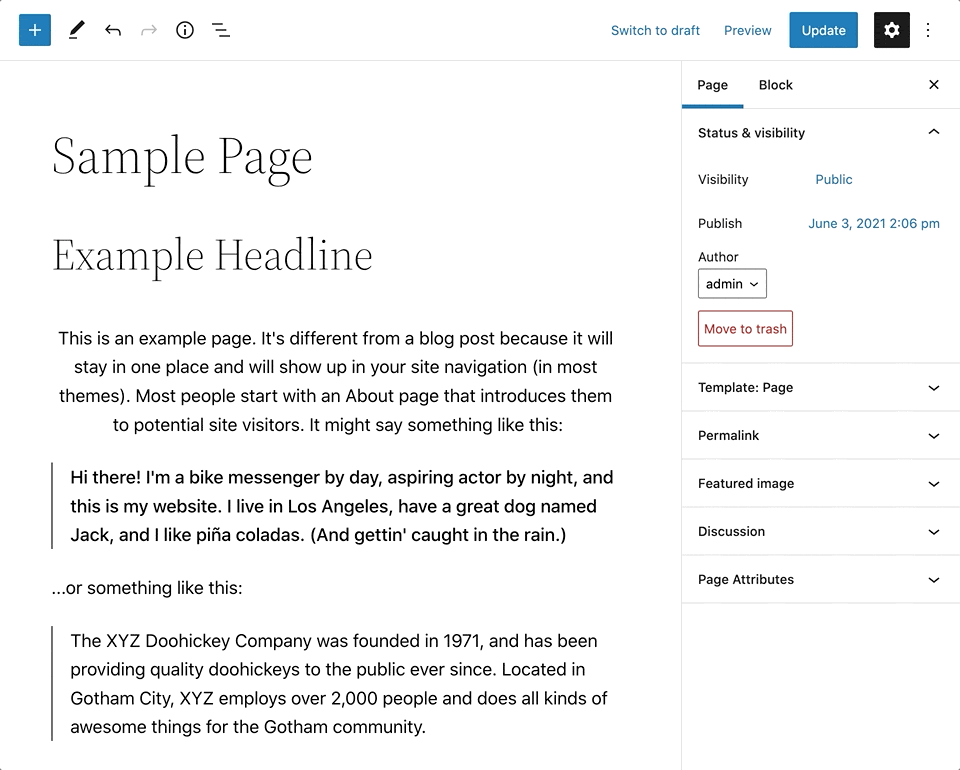 Switch to draft Preview Update
Page Block
Sample Page
Example Headline
This is an example page. It's different from a blog post because it will
stay in one place and will show up in your site navigation (in most
themes). Most people start with an About page that introduces them
to potential site visitors. It might say something like this:
Hi there! I'm a bike messenger by day, aspiring actor by night, and
this is my website. I live in Los Angeles, have a great dog named
Jack, and I like piña coladas. (And gettin' caught in the rain.)
...or something like this:
The XYZ Doohickey Company was founded in 1971, and has been
providing quality doohickeys to the public ever since. Located in
Gotham City, XYZ employs over 2,000 people and does all kinds of
awesome things for the Gotham community.
Status & visibility
Visibility Public
Publish June 3, 2021 2:06 pm
Author
admin
Move to trash
Template: Page
Permalink
Featured image
Discussion
Page Attributes